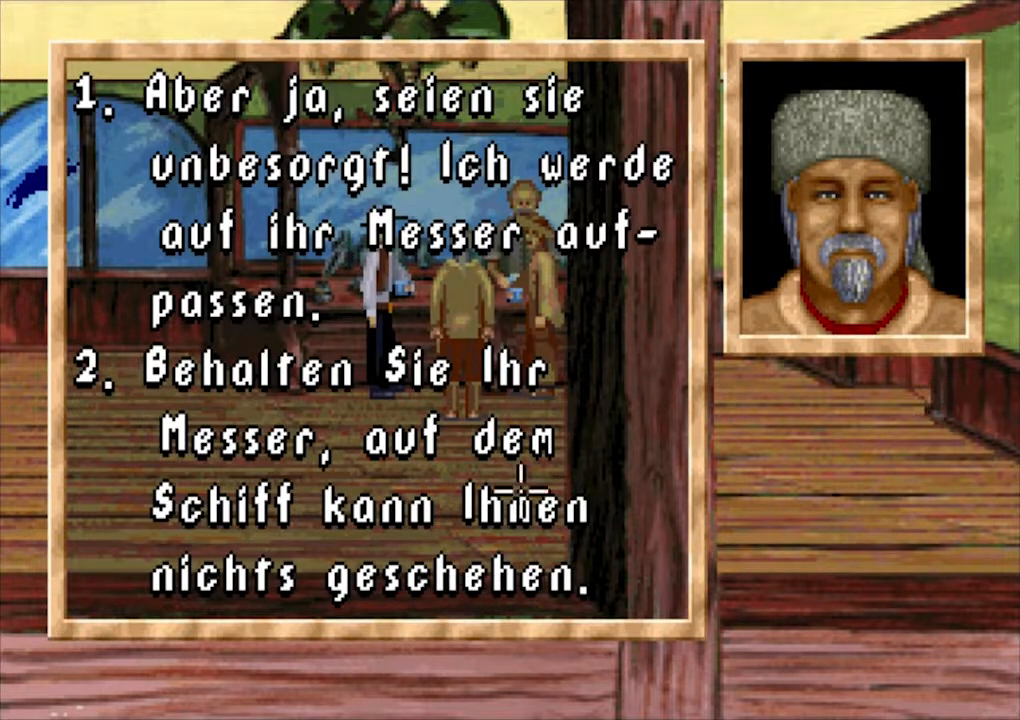 1. Aber ja, seien sie
unbesorgt! Ich werde
auf ihr Messer auf-
passen.
2. Behalten Sie Ihr
Messer, auf dem
Schiff kann Ihnen
nichts geschehen.